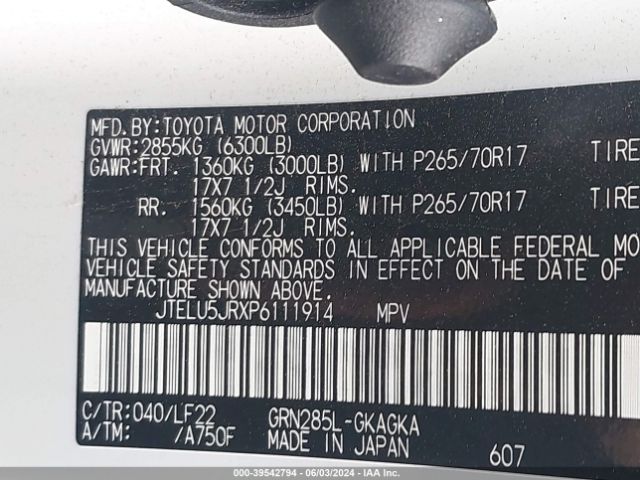 MFD.BY:TOYOTA MOTOR CORPORATION
GVWR:2855KG (6300LB)
GAWR:FRT. 1360KG (3000LB) WITH P265/70R17 TIRE
17X7 1/2J RIMS.
RR. 1560KG (3450LB) WITH P265/70R17 TIRE
17X7 1/2J RIMS.
THIS VEHICLE CONFORMS TO ALL APPLICABLE FEDERAL MO
VEHICLE SAFETY STANDARDS IN EFFECT ON THE DATE OF
MANUFACTURE SHOWN ABOVE.
JTELU5JRXP6111914 MPV
C/TR:040/LF22 GRN285L-GKAGKA
A/TM: /A750F MADE IN JAPAN 607
000-39542794 - 06/03/2024 - IAA Inc.